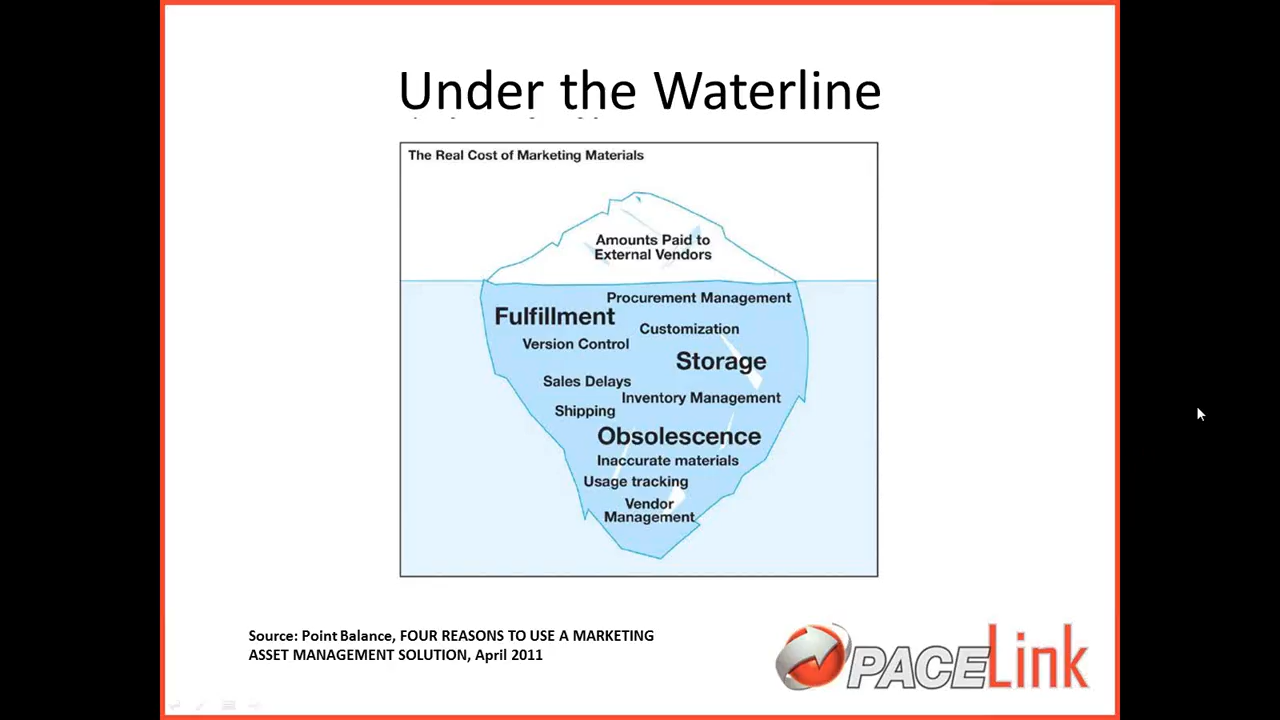 Under the Waterline
The Real Cost of Marketing Materials
Amounts Paid to
External Vendors
Procurement Management
Fulfillment
Customization
Version Control
Storage
Sales Delays
Inventory Management
Shipping
Obsolescence
Inaccurate materials
Usage tracking
Vendor
Management
Source: Point Balance, FOUR REASONS TO USE A MARKETING
ASSET MANAGEMENT SOLUTION, April 2011
PACELink